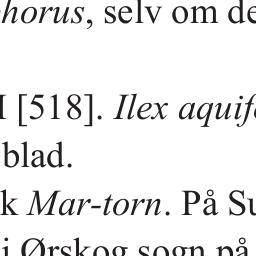 horus, selv om de
[518]. Ilex aquif
blad.
k Mar-torn. På Su
i Ørskog sogn på